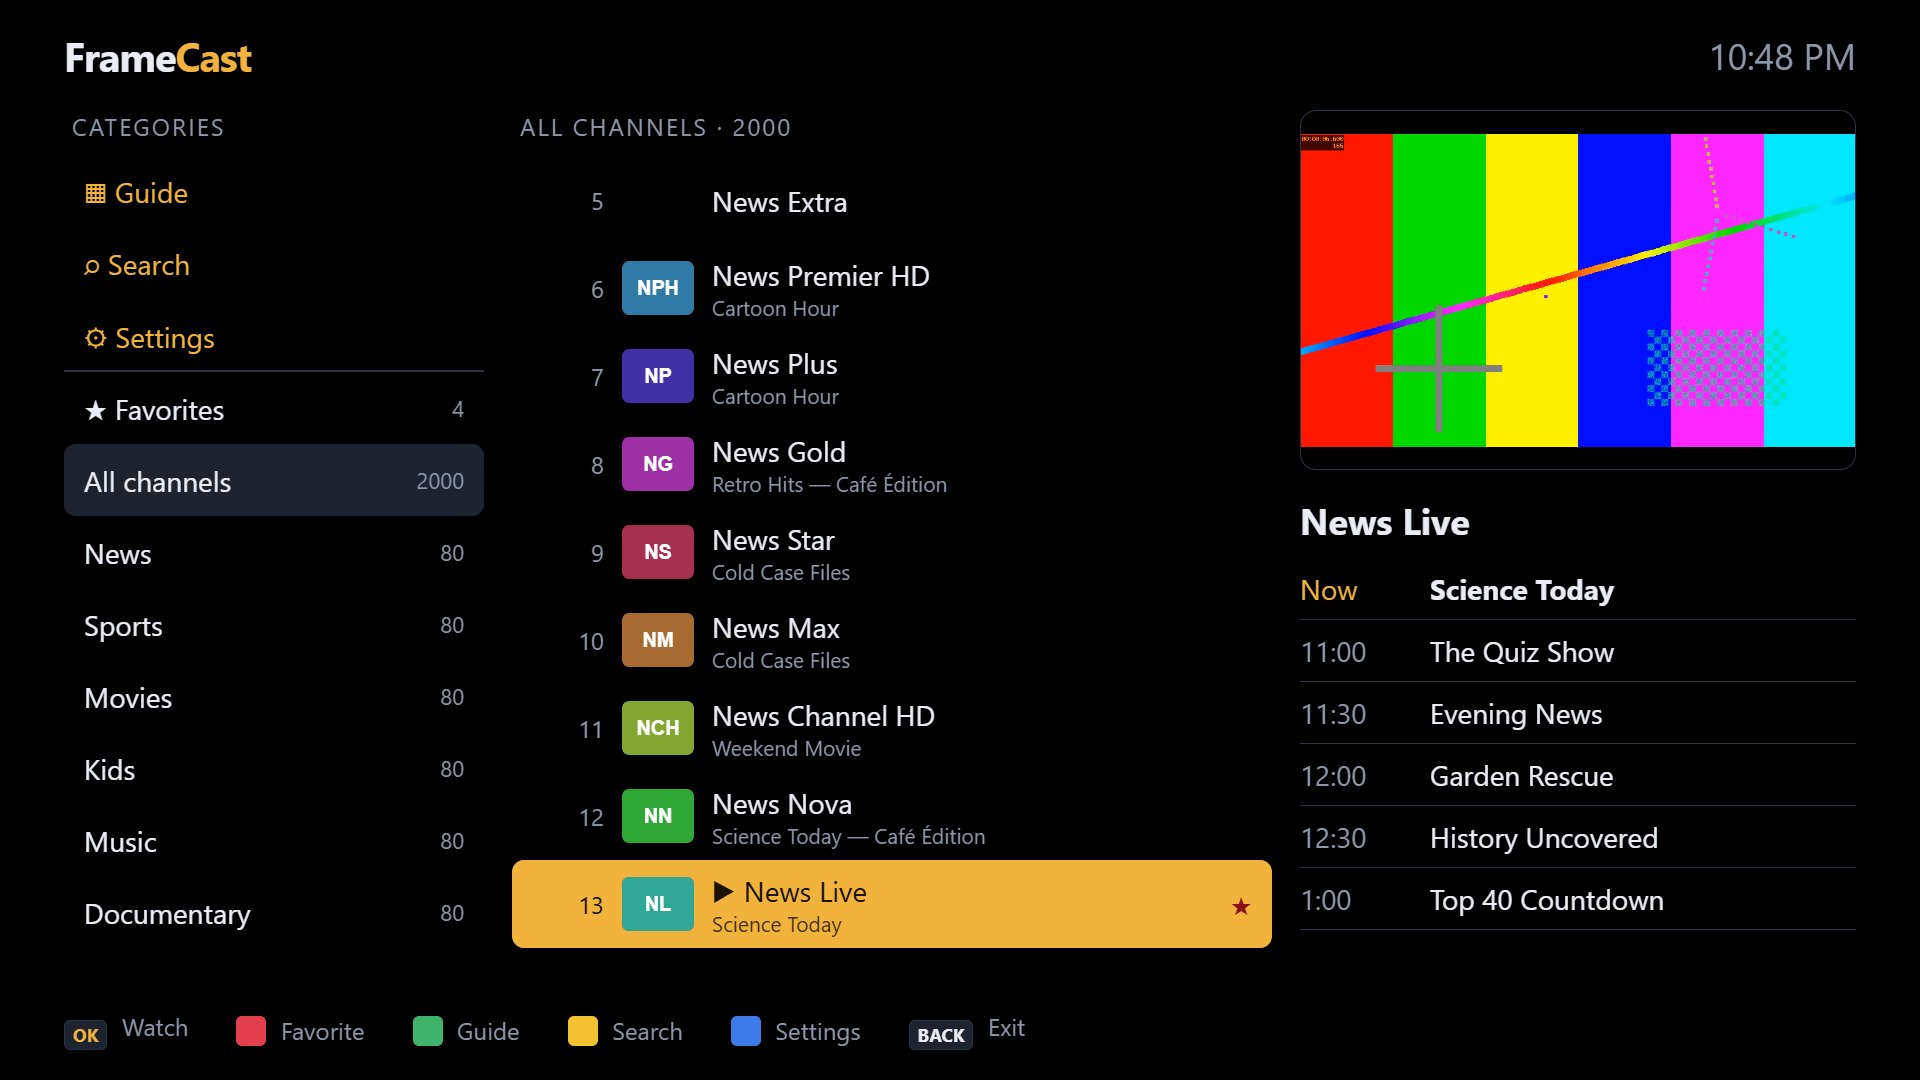 FrameCast
10:48 PM
CATEGORIES
Guide
Search
Settings
★ Favorites 4
All channels 2000
News 80
Sports 80
Movies 80
Kids 80
Music 80
Documentary 80
ALL CHANNELS · 2000
5 News Extra
6 NPH News Premier HD
Cartoon Hour
7 NP News Plus
Cartoon Hour
8 NG News Gold
Retro Hits — Café Édition
9 NS News Star
Cold Case Files
10 NM News Max
Cold Case Files
11 NCH News Channel HD
Weekend Movie
12 NN News Nova
Science Today — Café Édition
13 NL ▶ News Live ★
Science Today
News Live
Now Science Today
11:00 The Quiz Show
11:30 Evening News
12:00 Garden Rescue
12:30 History Uncovered
1:00 Top 40 Countdown
OK Watch Favorite Guide Search Settings BACK Exit